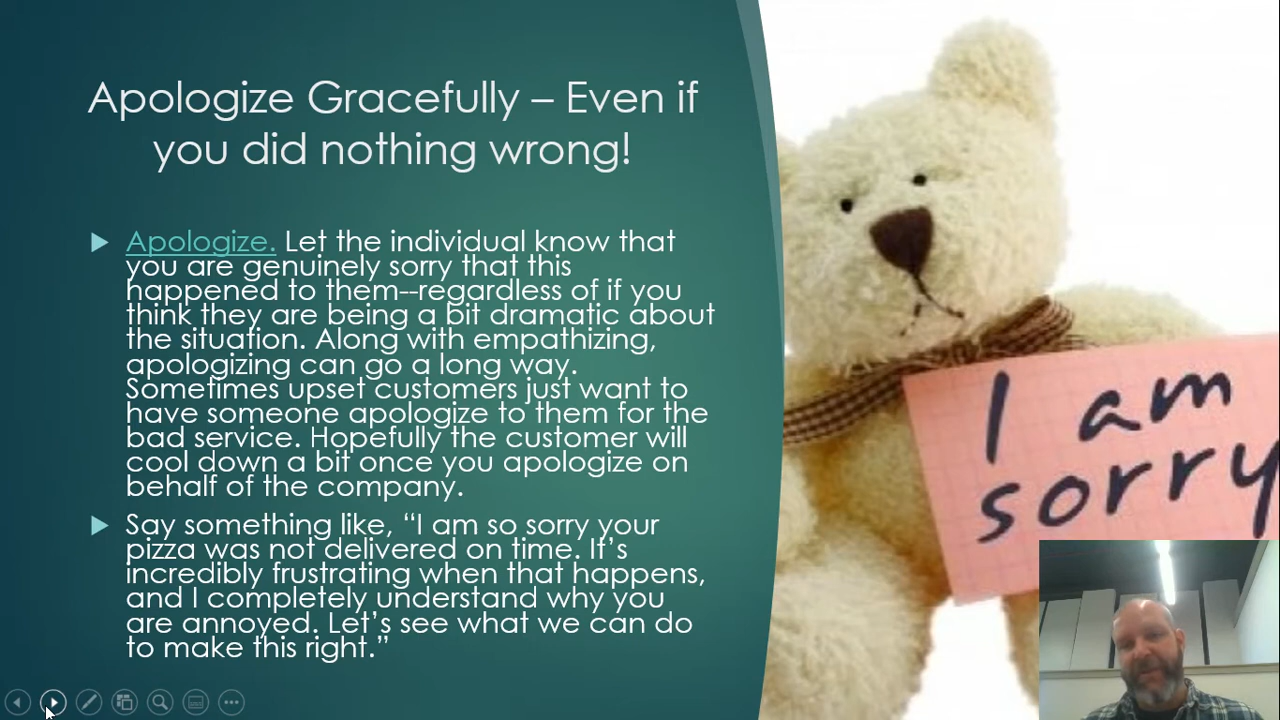 Apologize Gracefully – Even if
you did nothing wrong!
Apologize. Let the individual know that
you are genuinely sorry that this
happened to them--regardless of if you
think they are being a bit dramatic about
the situation. Along with empathizing,
apologizing can go a long way.
Sometimes upset customers just want to
have someone apologize to them for the
bad service. Hopefully the customer will
cool down a bit once you apologize on
behalf of the company.
Say something like, “I am so sorry your
pizza was not delivered on time. It’s
incredibly frustrating when that happens,
and I completely understand why you
are annoyed. Let’s see what we can do
to make this right.”
I am
sorry